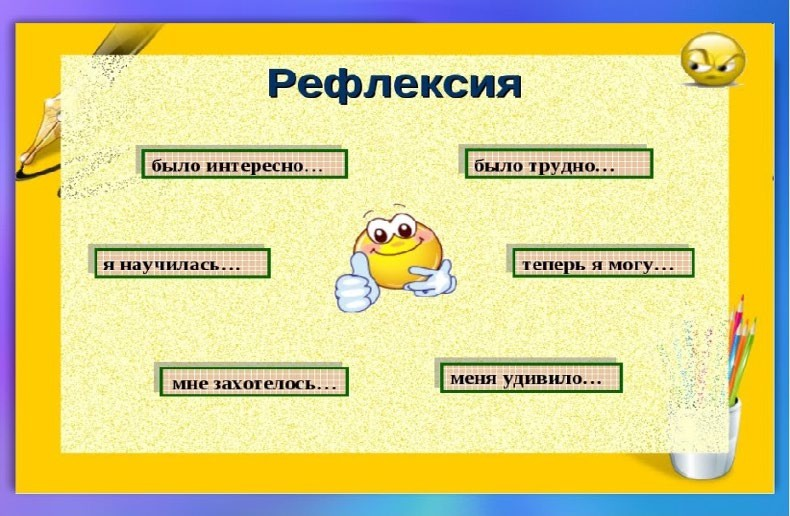 Рефлексия
было интересно…
было трудно…
я научилась…
теперь я могу…
мне захотелось…
меня удивило…